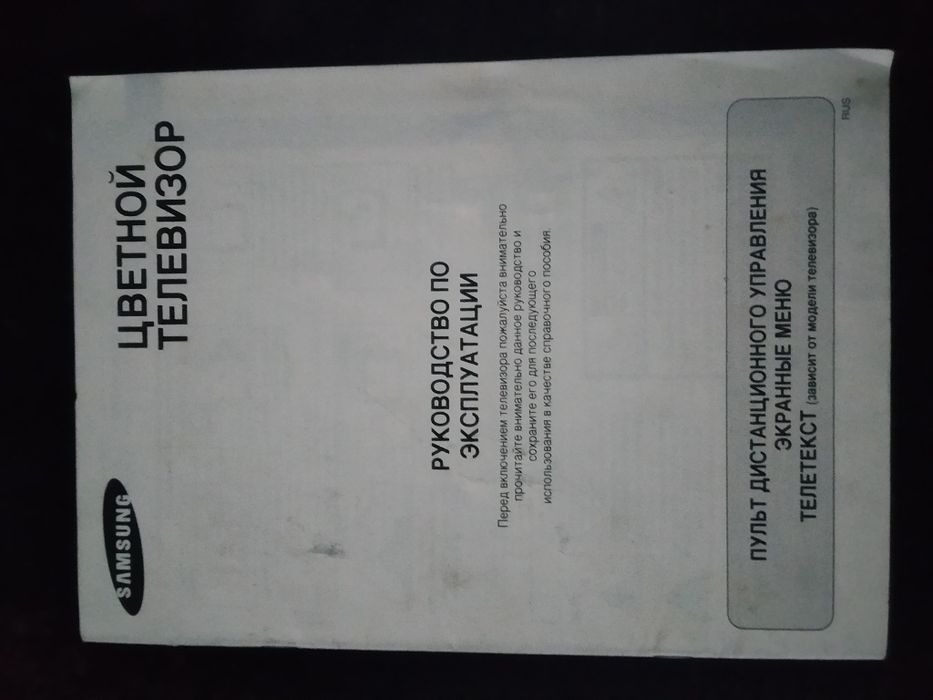 SAMSUNG
ЦВЕТНОЙ
ТЕЛЕВИЗОР
РУКОВОДСТВО ПО
ЭКСПЛУАТАЦИИ
Перед включением телевизора пожалуйста внимательно
прочитайте внимательно данное руководство и
сохраните его для последующего
использования в качестве справочного пособия.
ПУЛЬТ ДИСТАНЦИОННОГО УПРАВЛЕНИЯ
ЭКРАННЫЕ МЕНЮ
ТЕЛЕТЕКСТ (зависит от модели телевизора)
RUS